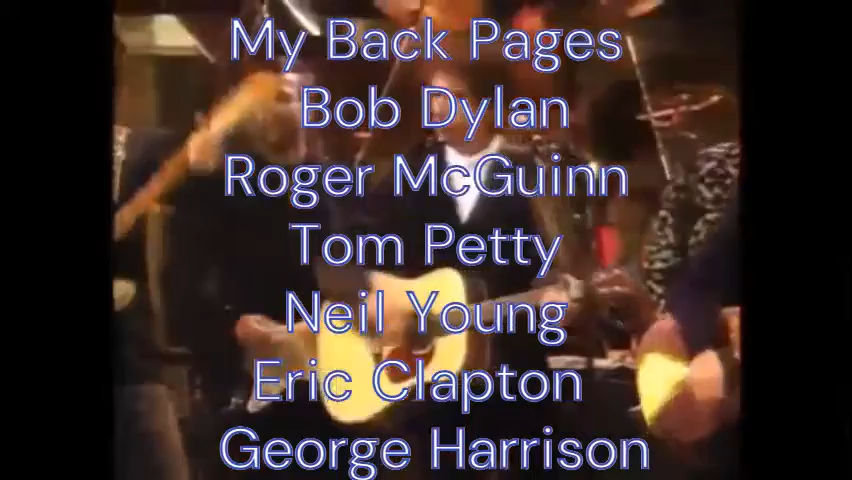 My Back Pages
Bob Dylan
Roger McGuinn
Tom Petty
Neil Young
Eric Clapton
George Harrison